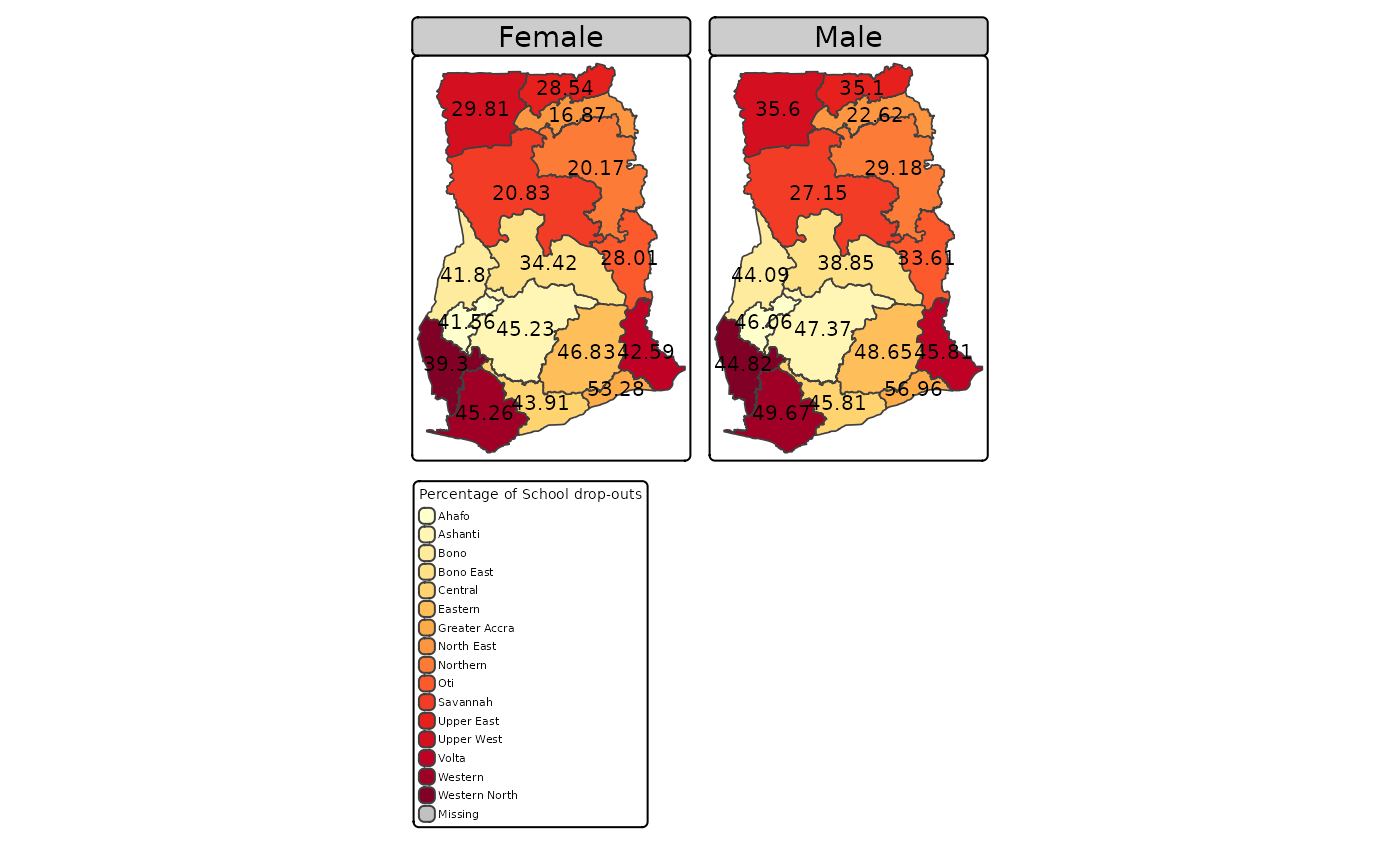 Female
28.54
29.81
16.87
20.17
20.83
28.01
34.42
41.8
41.56
45.23
46.83
42.59
39.3
53.28
43.91
45.26
Male
35.1
35.6
22.62
29.18
27.15
33.61
38.85
44.09
46.06
47.37
48.65
45.81
44.82
56.96
45.81
49.67
Percentage of School drop-outs
Ahafo
Ashanti
Bono
Bono East
Central
Eastern
Greater Accra
North East
Northern
Oti
Savannah
Upper East
Upper West
Volta
Western
Western North
Missing